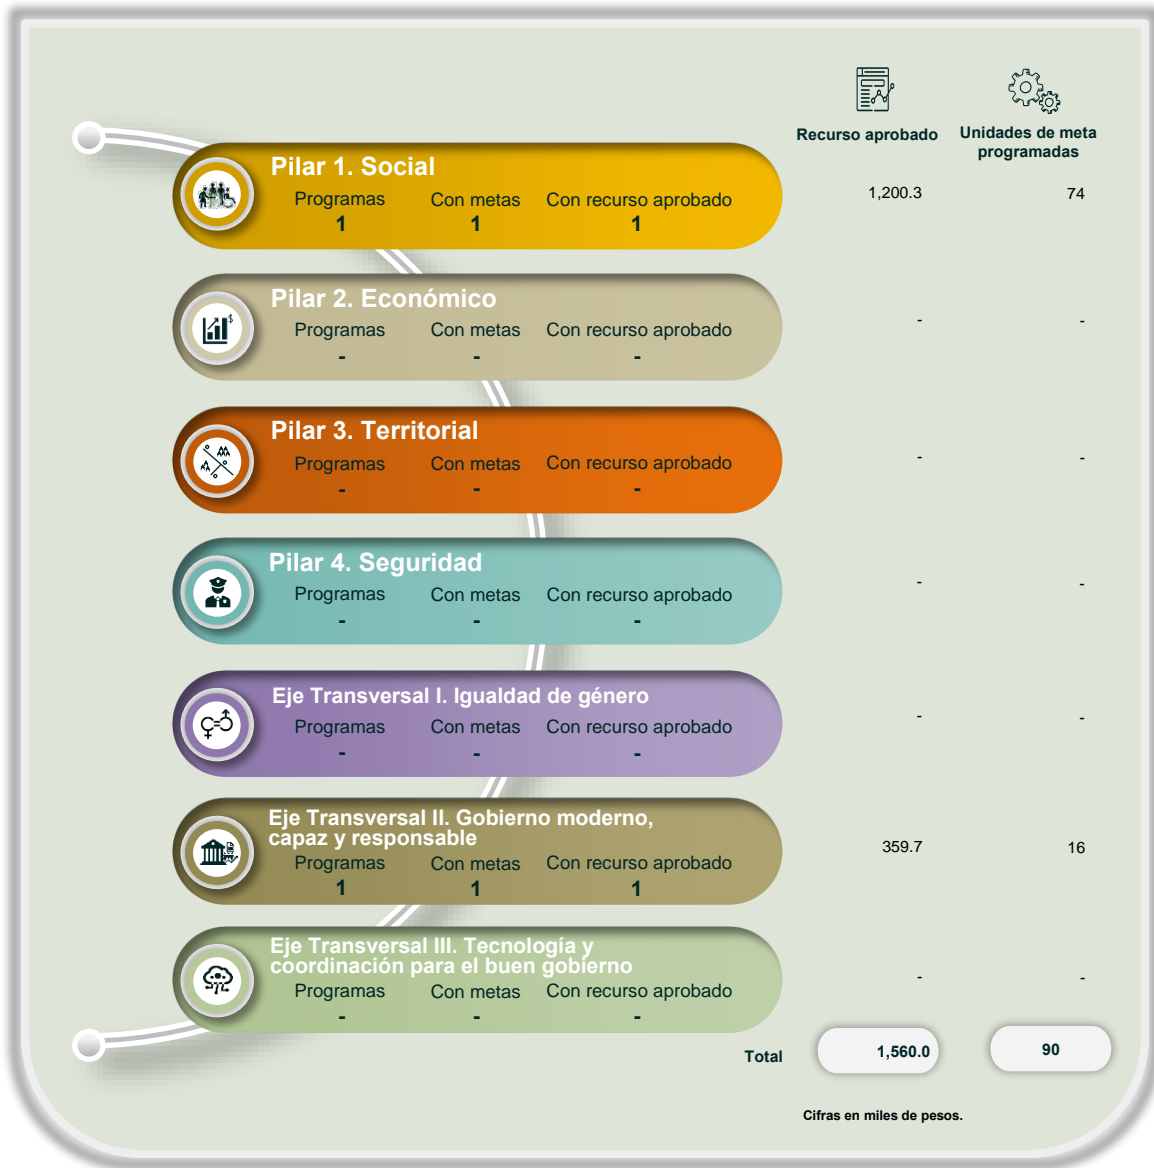 Recurso aprobado
Unidades de meta
programadas
Pilar 1. Social
Programas Con metas Con recurso aprobado
1 1 1
1,200.3 74
Pilar 2. Económico
Programas Con metas Con recurso aprobado
- - -
- -
Pilar 3. Territorial
Programas Con metas Con recurso aprobado
- - -
- -
Pilar 4. Seguridad
Programas Con metas Con recurso aprobado
- - -
- -
Eje Transversal I. Igualdad de género
Programas Con metas Con recurso aprobado
- - -
- -
Eje Transversal II. Gobierno moderno,
capaz y responsable
Programas Con metas Con recurso aprobado
1 1 1
359.7 16
Eje Transversal III. Tecnología y
coordinación para el buen gobierno
Programas Con metas Con recurso aprobado
- - -
- -
Total 1,560.0 90
Cifras en miles de pesos.